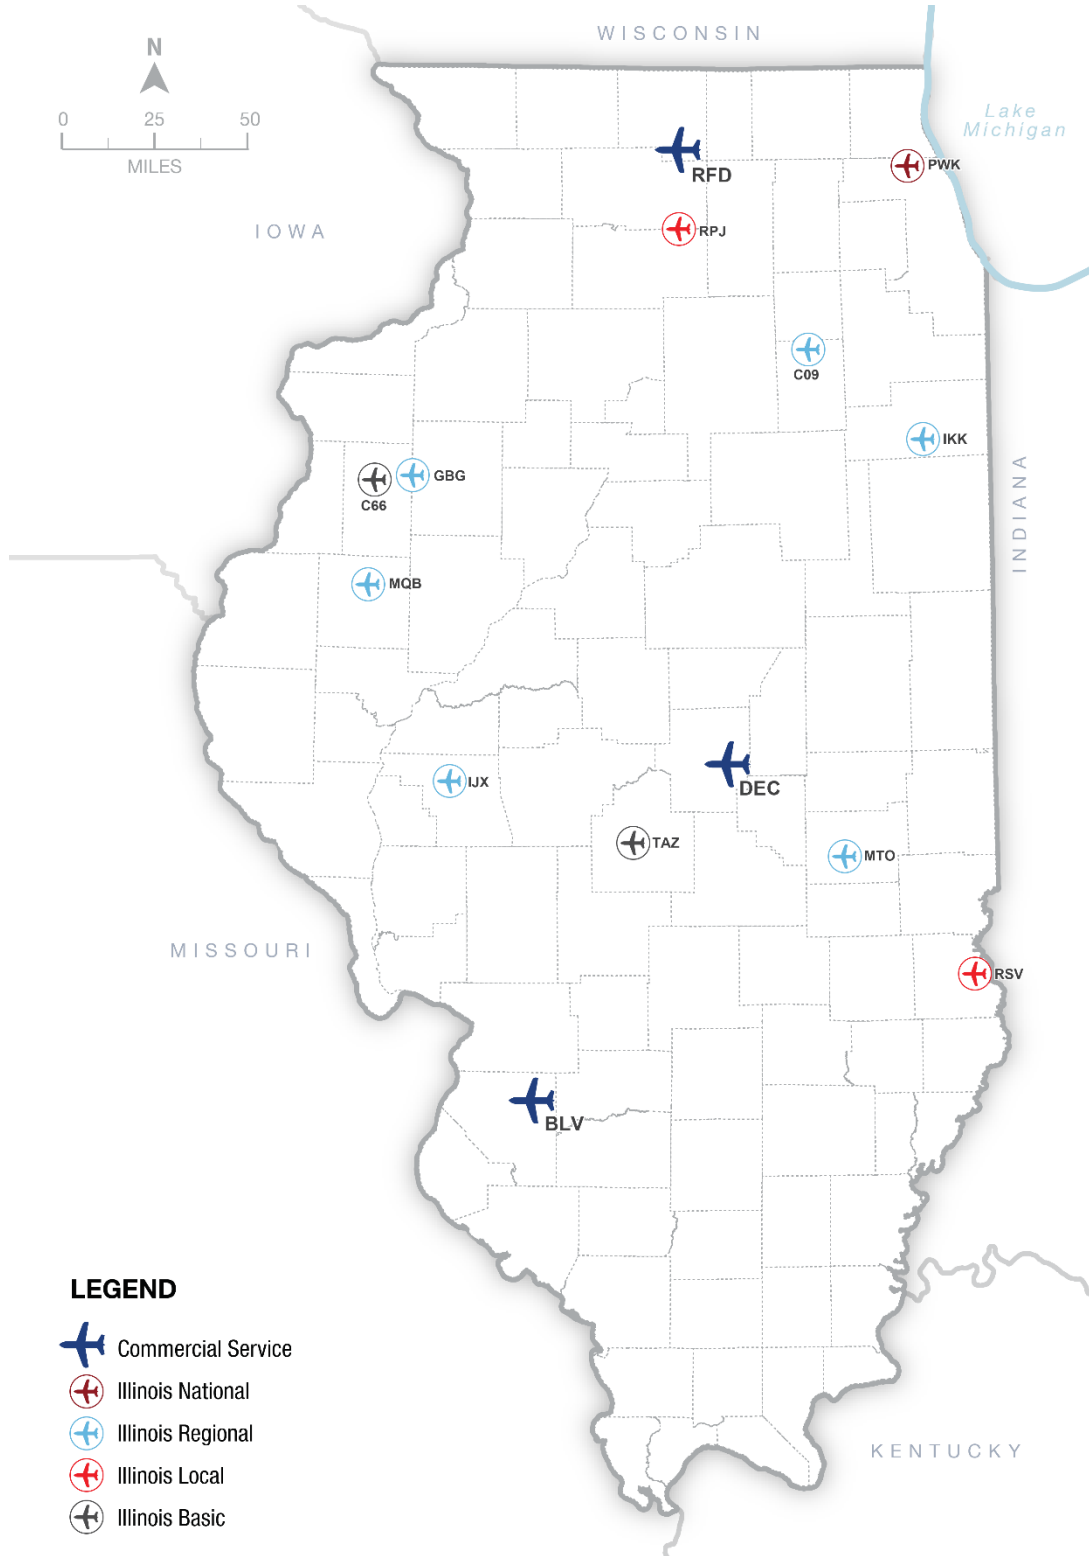 WISCONSIN
N
0 25 50
MILES
Lake
Michigan
RFD
PWK
IOWA
RPJ
C09
IKK
GBG
C66
INDIANA
MQB
IJX
DEC
TAZ
MTO
MISSOURI
RSV
BLV
LEGEND
Commercial Service
Illinois National
Illinois Regional
Illinois Local
Illinois Basic
KENTUCKY